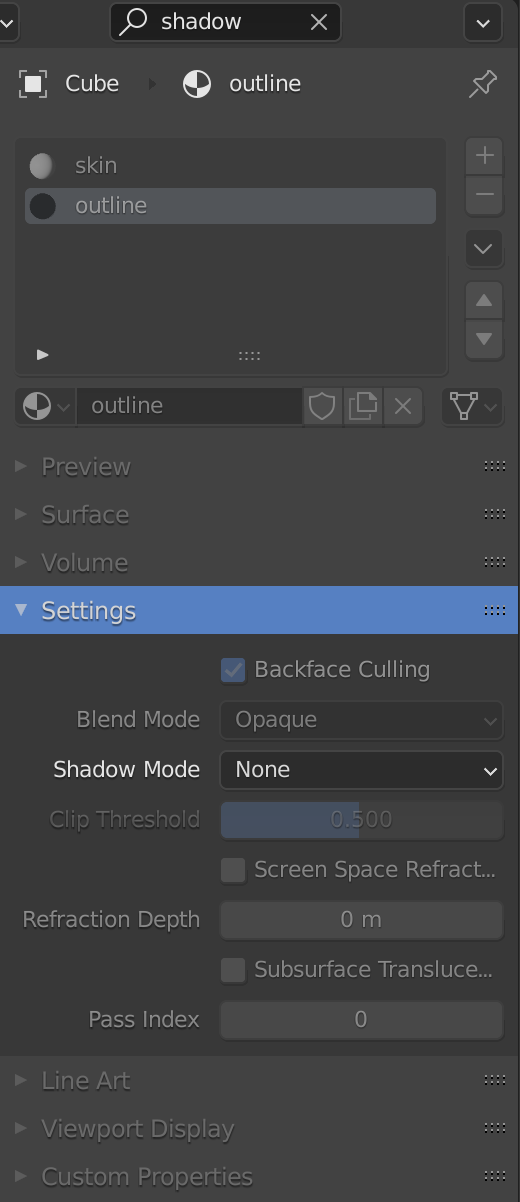 shadow
Cube outline
skin
outline
outline
Preview
Surface
Volume
Settings
Backface Culling
Blend Mode Opaque
Shadow Mode None
Clip Threshold 0.500
Screen Space Refract...
Refraction Depth 0 m
Subsurface Transluce...
Pass Index 0
Line Art
Viewport Display
Custom Properties